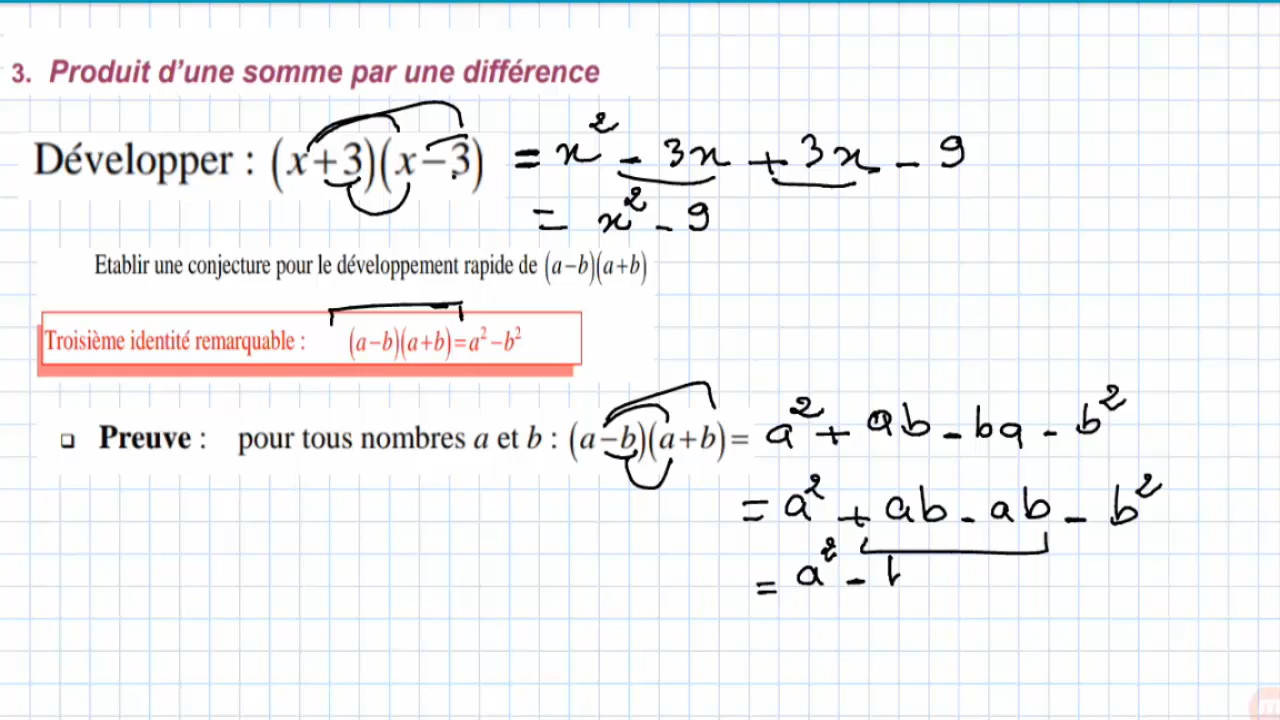 3. Produit d'une somme par une différence
Développer : (x+3)(x−3) = x² - 3x + 3x - 9
= x² - 9
Etablir une conjecture pour le développement rapide de (a−b)(a+b)
Troisième identité remarquable : (a−b)(a+b)=a²−b²
❑ Preuve : pour tous nombres a et b : (a−b)(a+b)= a² + ab - ba - b²
= a² + ab - ab - b²
= a² -